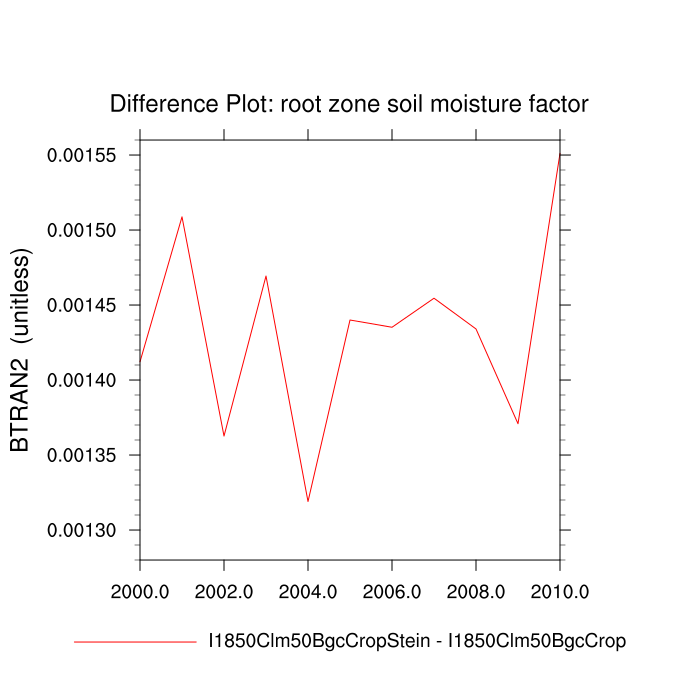 Difference Plot: root zone soil moisture factor
BTRAN2 (unitless)
0.00155
0.00150
0.00145
0.00140
0.00135
0.00130
2000.0 2002.0 2004.0 2006.0 2008.0 2010.0
I1850Clm50BgcCropStein - I1850Clm50BgcCrop